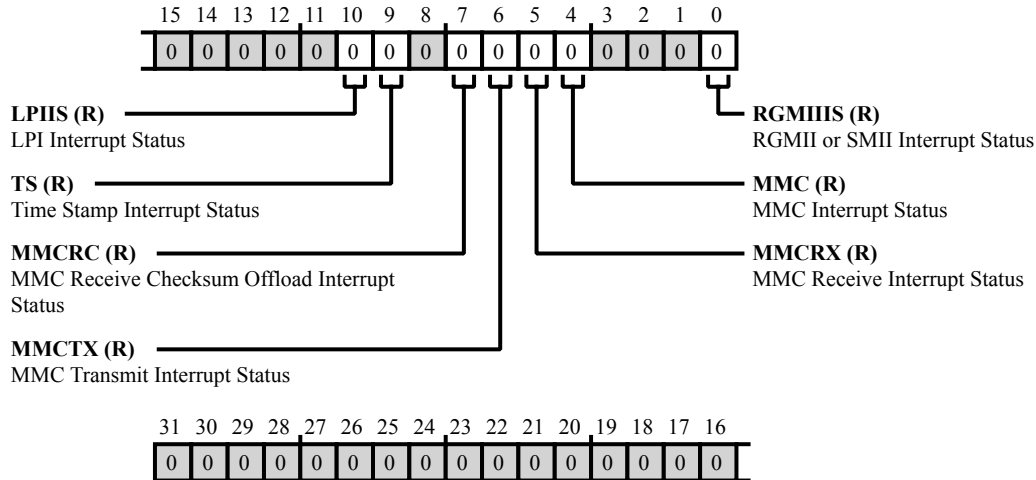 15 14 13 12 11 10 9 8 7 6 5 4 3 2 1 0
0 0 0 0 0 0 0 0 0 0 0 0 0 0 0 0
LPIIS (R)
LPI Interrupt Status
TS (R)
Time Stamp Interrupt Status
MMCRC (R)
MMC Receive Checksum Offload Interrupt
Status
MMCTX (R)
MMC Transmit Interrupt Status
RGMIIIS (R)
RGMII or SMII Interrupt Status
MMC (R)
MMC Interrupt Status
MMCRX (R)
MMC Receive Interrupt Status
31 30 29 28 27 26 25 24 23 22 21 20 19 18 17 16
0 0 0 0 0 0 0 0 0 0 0 0 0 0 0 0